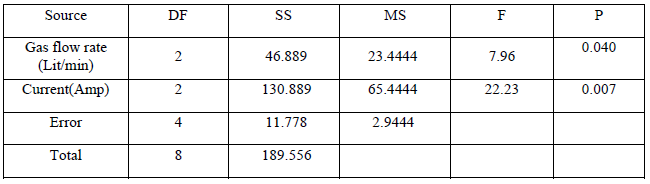 Source DF SS MS F P
Gas flow rate
(Lit/min) 2 46.889 23.4444 7.96 0.040
Current(Amp) 2 130.889 65.4444 22.23 0.007
Error 4 11.778 2.9444
Total 8 189.556